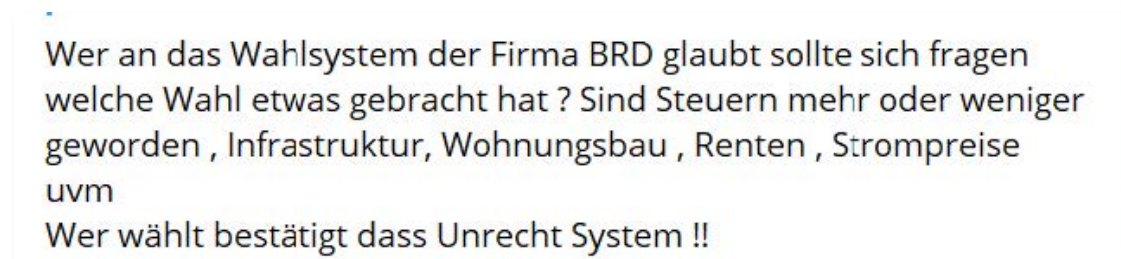 Wer an das Wahlsystem der Firma BRD glaubt sollte sich fragen
welche Wahl etwas gebracht hat ? Sind Steuern mehr oder weniger
geworden , Infrastruktur, Wohnungsbau , Renten , Strompreise
uvm
Wer wählt bestätigt dass Unrecht System !!